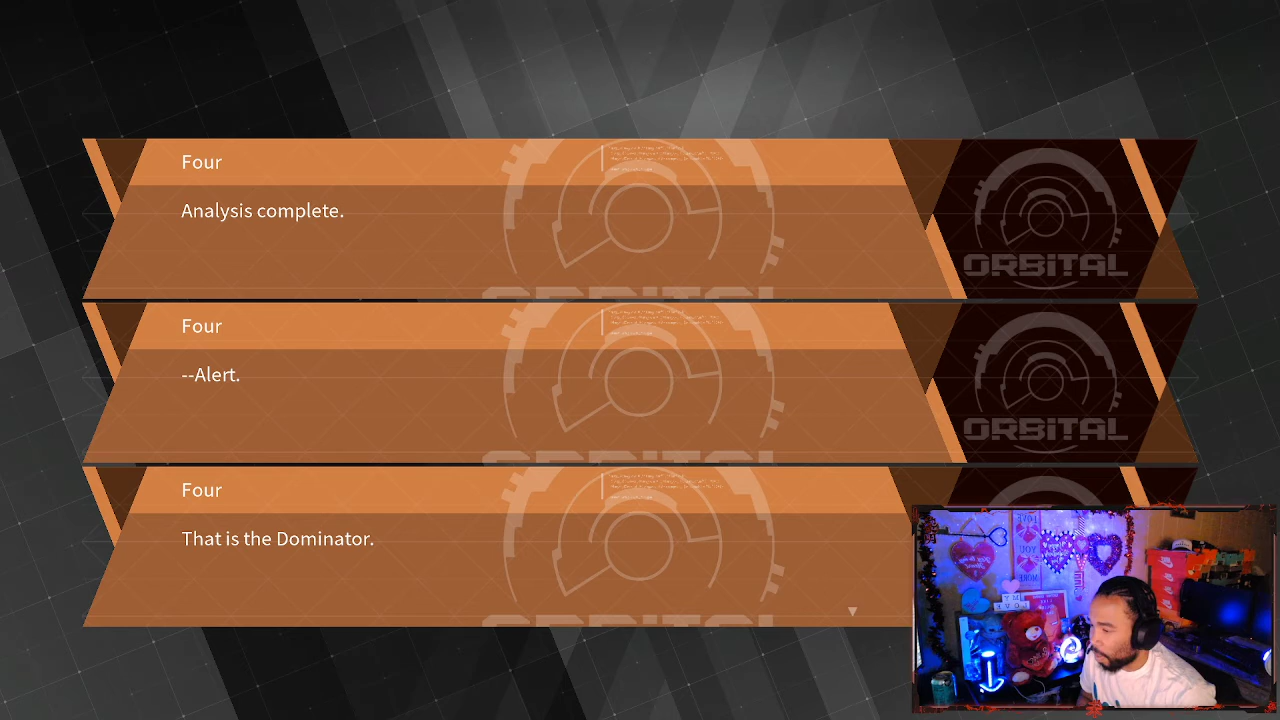 Four
Analysis complete.
ORBITAL
Four
--Alert.
ORBITAL
Four
That is the Dominator.